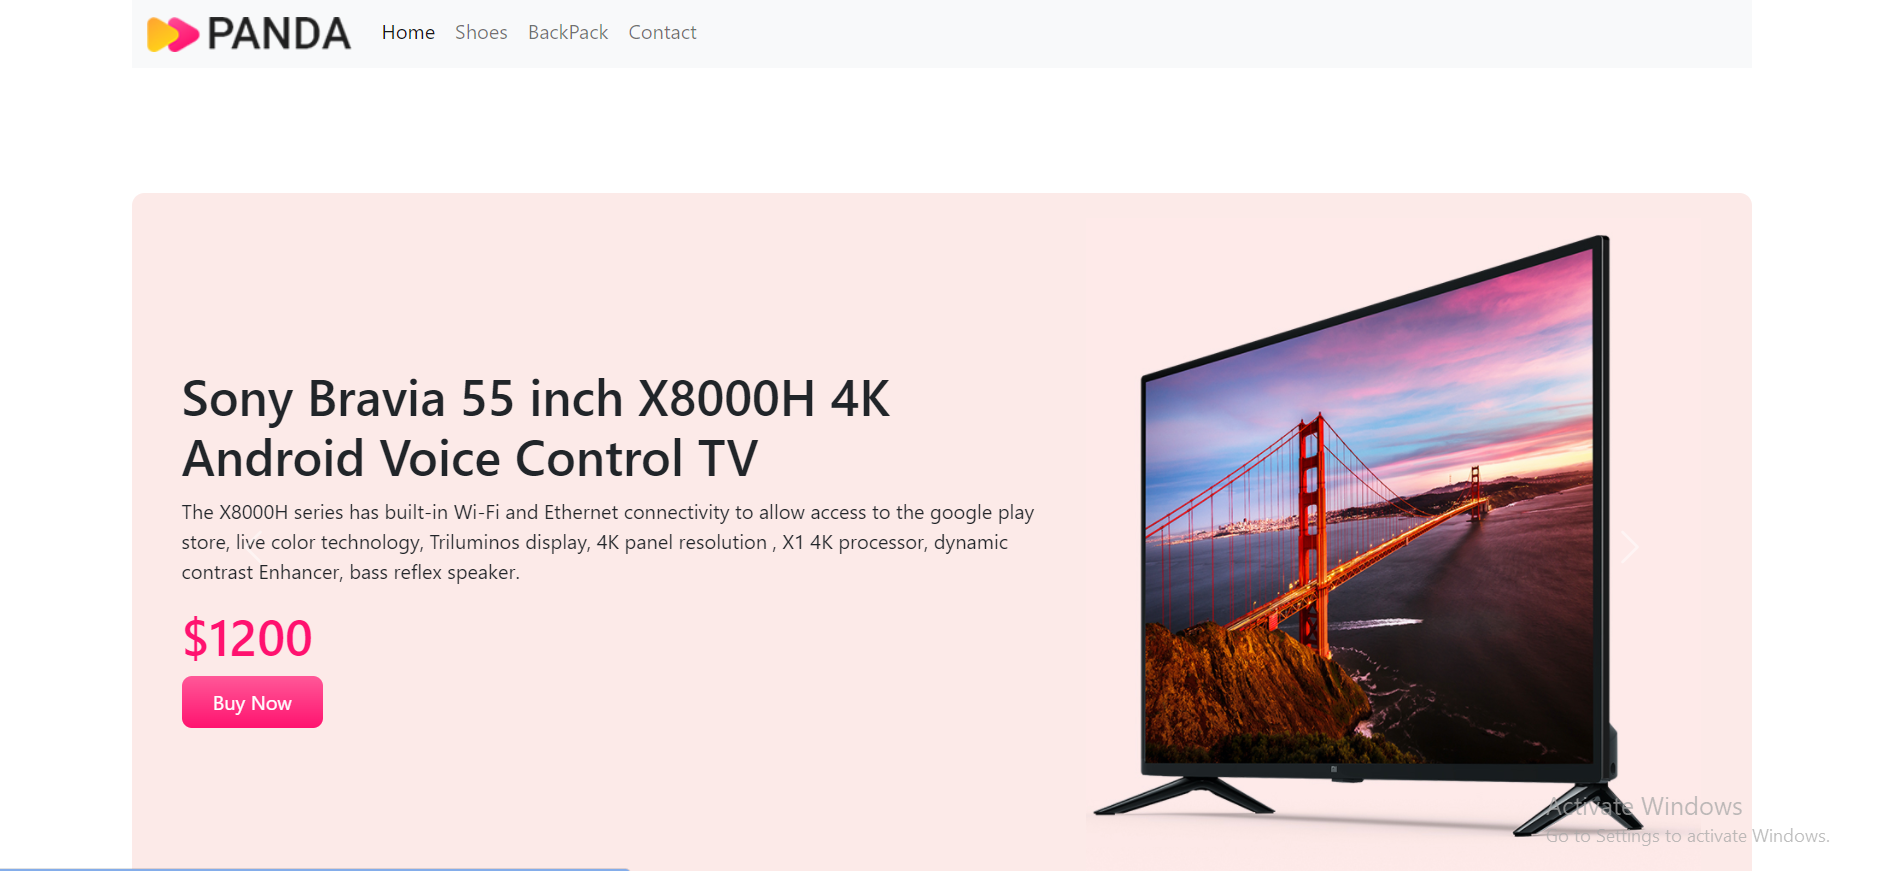 PANDA Home Shoes BackPack Contact
Sony Bravia 55 inch X8000H 4K
Android Voice Control TV
The X8000H series has built-in Wi-Fi and Ethernet connectivity to allow access to the google play
store, live color technology, Triluminos display, 4K panel resolution , X1 4K processor, dynamic
contrast Enhancer, bass reflex speaker.
$1200
Buy Now
Activate Windows
Go to Settings to activate Windows.